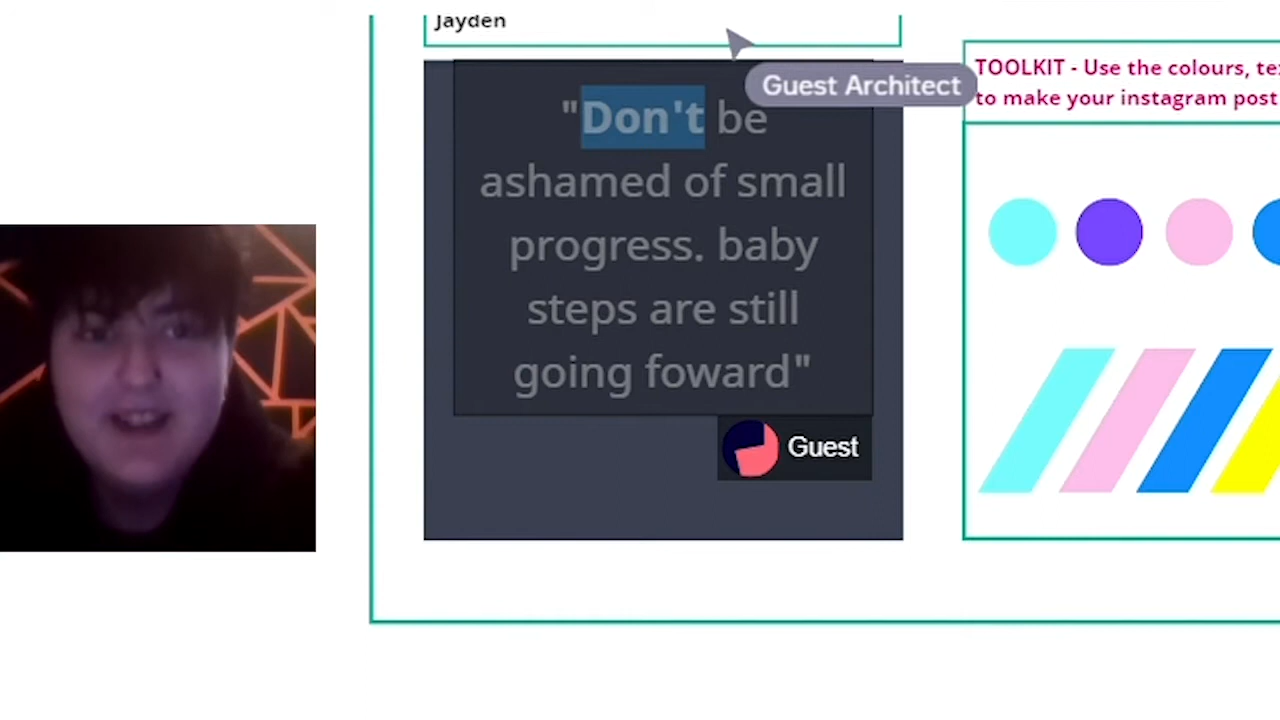 Jayden
Guest Architect
TOOLKIT - Use the colours, te
to make your instagram post
"Don't be
ashamed of small
progress. baby
steps are still
going foward"
Guest